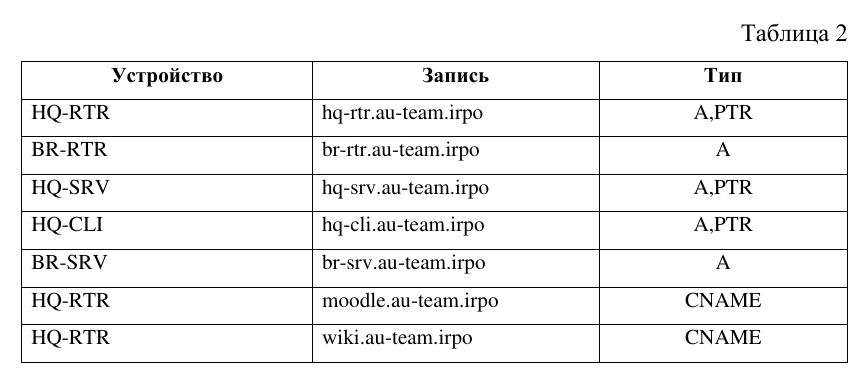 Таблица 2
Устройство Запись Тип
HQ-RTR hq-rtr.au-team.irpo A,PTR
BR-RTR br-rtr.au-team.irpo A
HQ-SRV hq-srv.au-team.irpo A,PTR
HQ-CLI hq-cli.au-team.irpo A,PTR
BR-SRV br-srv.au-team.irpo A
HQ-RTR moodle.au-team.irpo CNAME
HQ-RTR wiki.au-team.irpo CNAME